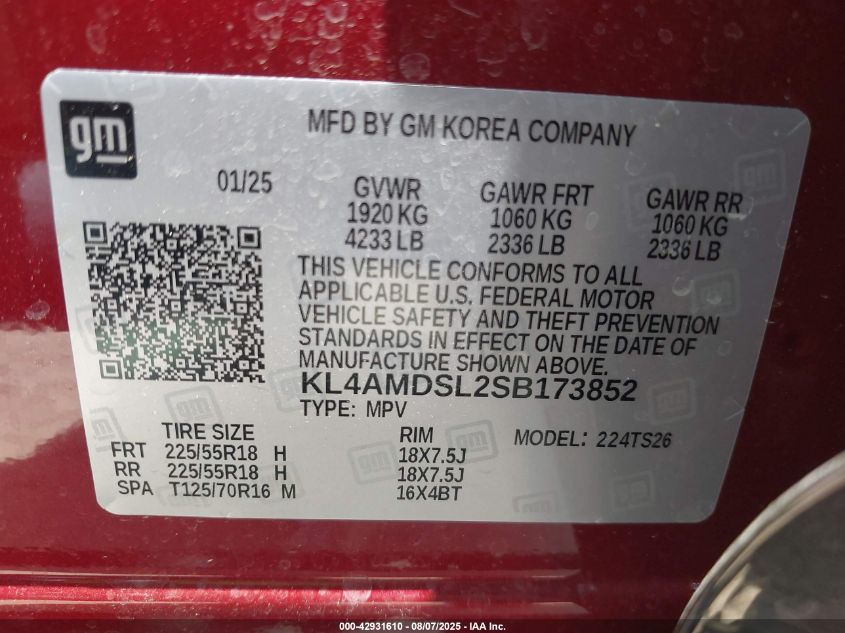 gm
MFD BY GM KOREA COMPANY
01/25
GVWR GAWR FRT GAWR RR
1920 KG 1060 KG 1060 KG
4233 LB 2336 LB 2336 LB
THIS VEHICLE CONFORMS TO ALL
APPLICABLE U.S. FEDERAL MOTOR
VEHICLE SAFETY AND THEFT PREVENTION
STANDARDS IN EFFECT ON THE DATE OF
MANUFACTURE SHOWN ABOVE.
KL4AMDSL2SB173852
TYPE: MPV
TIRE SIZE RIM MODEL: 224TS26
FRT 225/55R18 H 18X7.5J
RR 225/55R18 H 18X7.5J
SPA T125/70R16 M 16X4BT
000-42931610 - 08/07/2025 - IAA Inc.